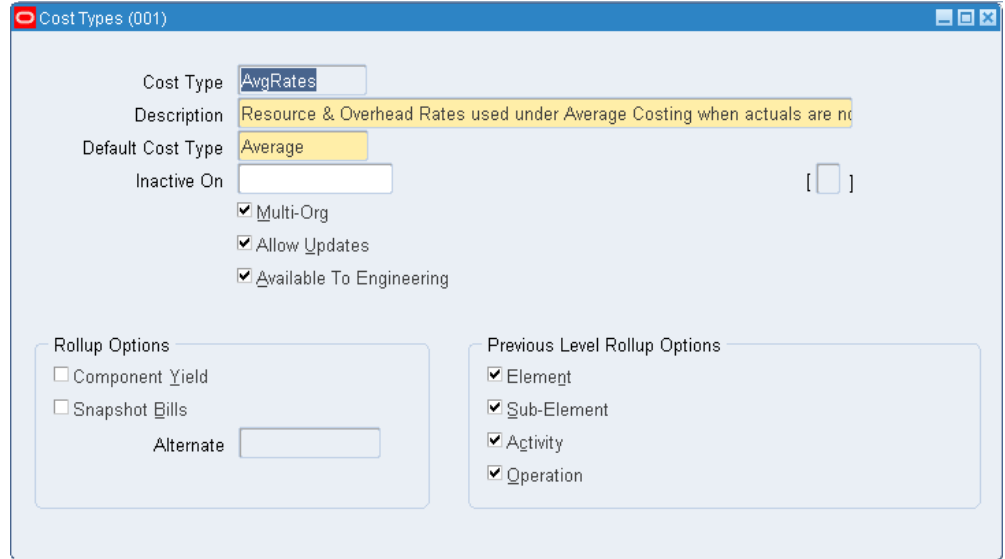 Cost Types (001)
Cost Type AvgRates
Description Resource & Overhead Rates used under Average Costing when actuals are
Default Cost Type Average
Inactive On [ ]
Multi-Org
Allow Updates
Available To Engineering
Rollup Options
Component Yield
Snapshot Bills
Alternate
Previous Level Rollup Options
Element
Sub-Element
Activity
Operation